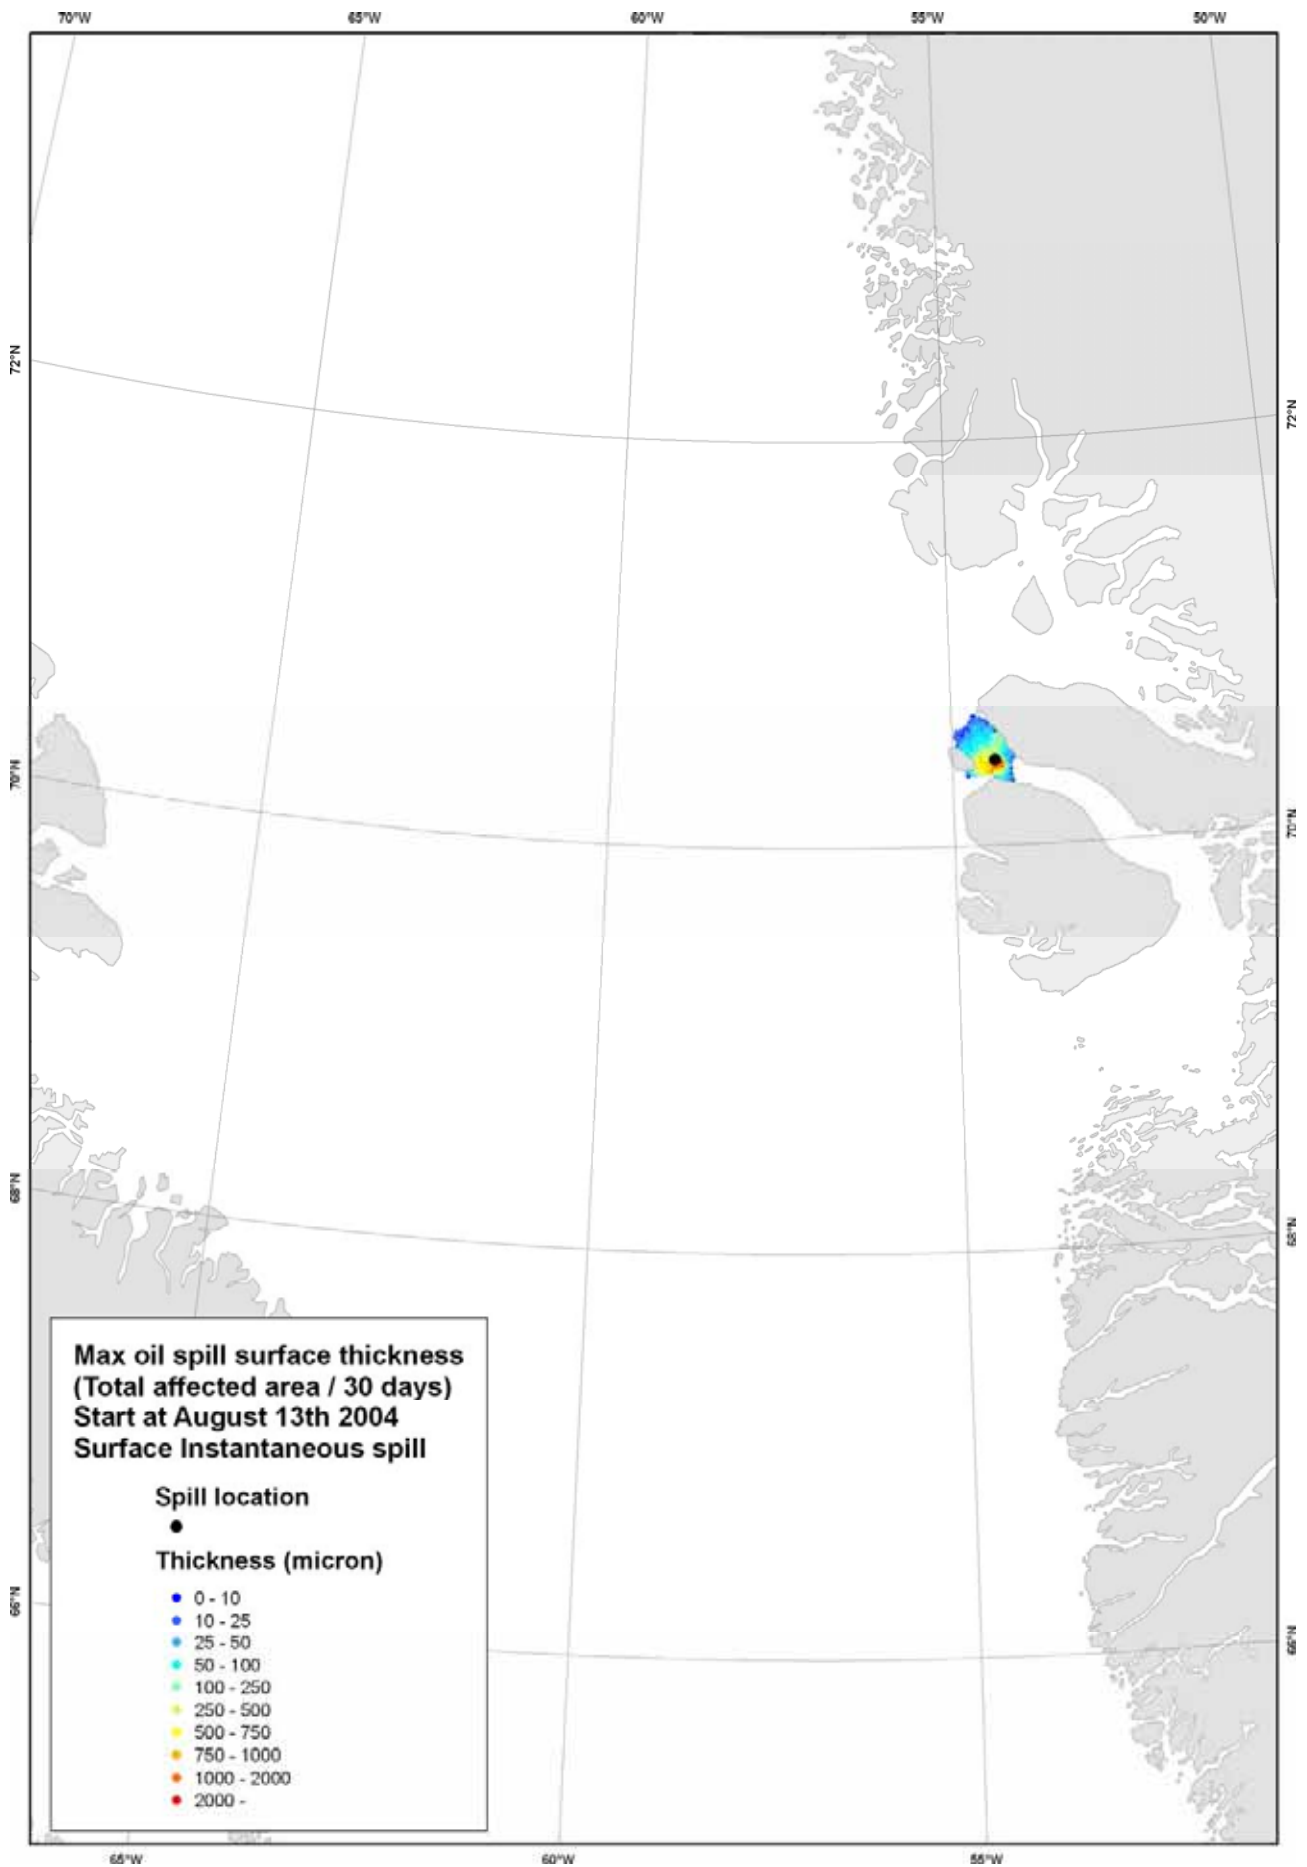 70°W 65°W 60°W 55°W 50°W
72°N
72°N
70°N
70°N
68°N
68°N
66°N
66°N
Max oil spill surface thickness
(Total affected area / 30 days)
Start at August 13th 2004
Surface Instantaneous spill
Spill location
Thickness (micron)
0 - 10
10 - 25
25 - 50
50 - 100
100 - 250
250 - 500
500 - 750
750 - 1000
1000 - 2000
2000 -
65°W 60°W 55°W